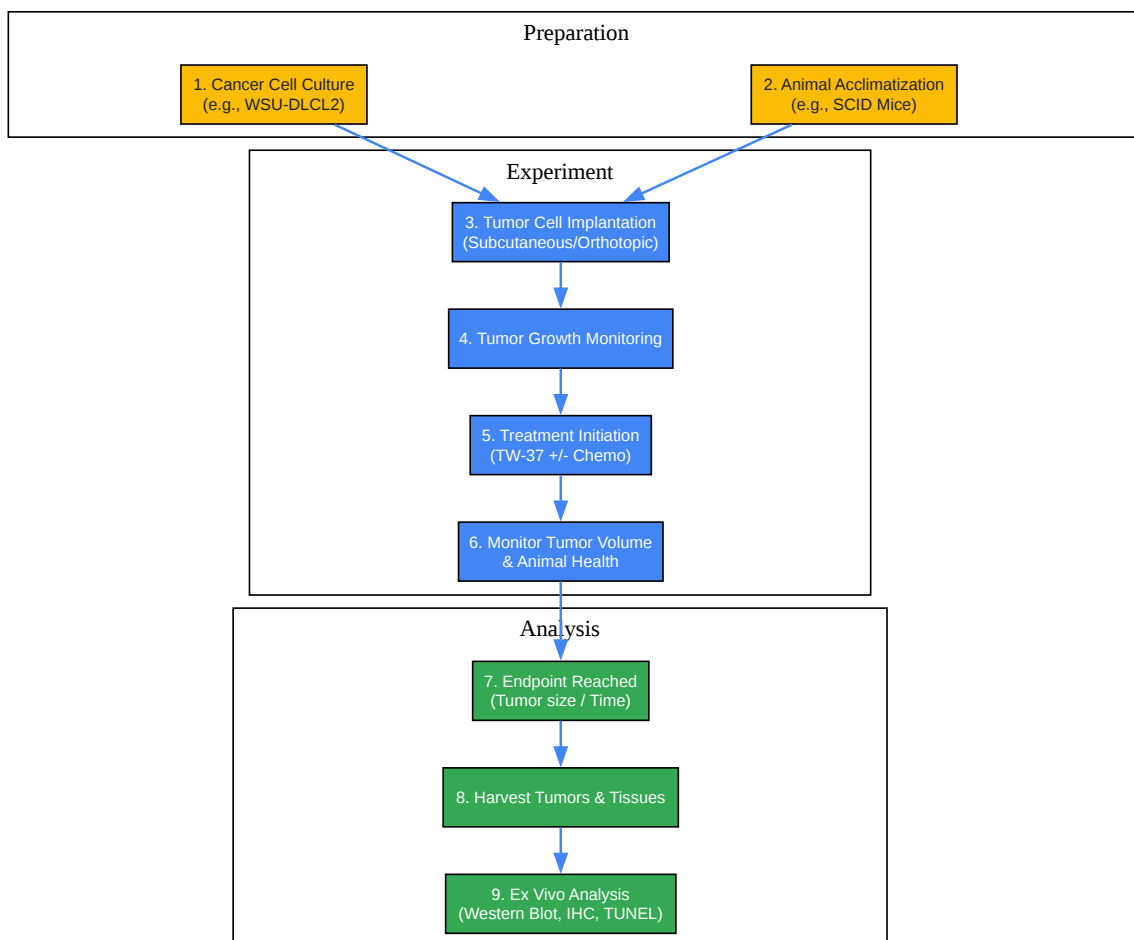 Preparation
1. Cancer Cell Culture
(e.g., WSU-DLCL2)
2. Animal Acclimatization
(e.g., SCID Mice)
Experiment
3. Tumor Cell Implantation
(Subcutaneous/Orthotopic)
4. Tumor Growth Monitoring
5. Treatment Initiation
(TW-37 +/- Chemo)
6. Monitor Tumor Volume
& Animal Health
Analysis
7. Endpoint Reached
(Tumor size / Time)
8. Harvest Tumors & Tissues
9. Ex Vivo Analysis
(Western Blot, IHC, TUNEL)